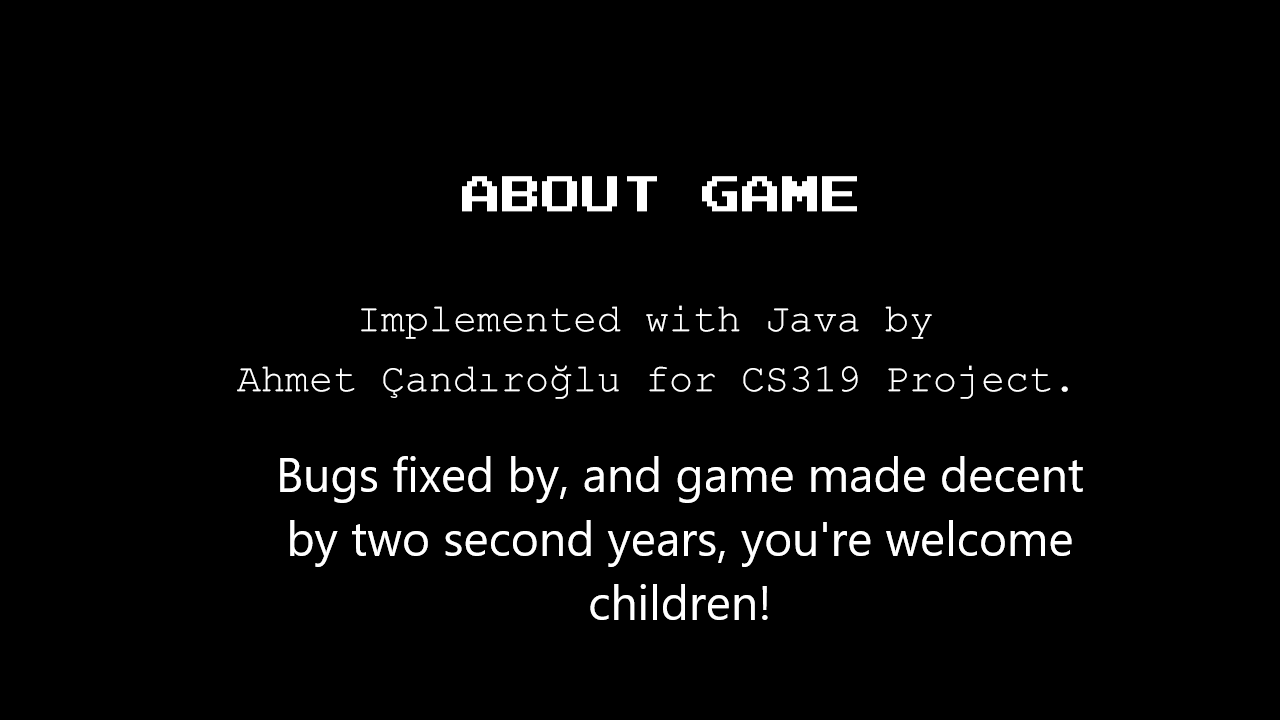 ABOUT GAME
Implemented with Java by
Ahmet Çandıroğlu for CS319 Project.
Bugs fixed by, and game made decent
by two second years, you're welcome
children!